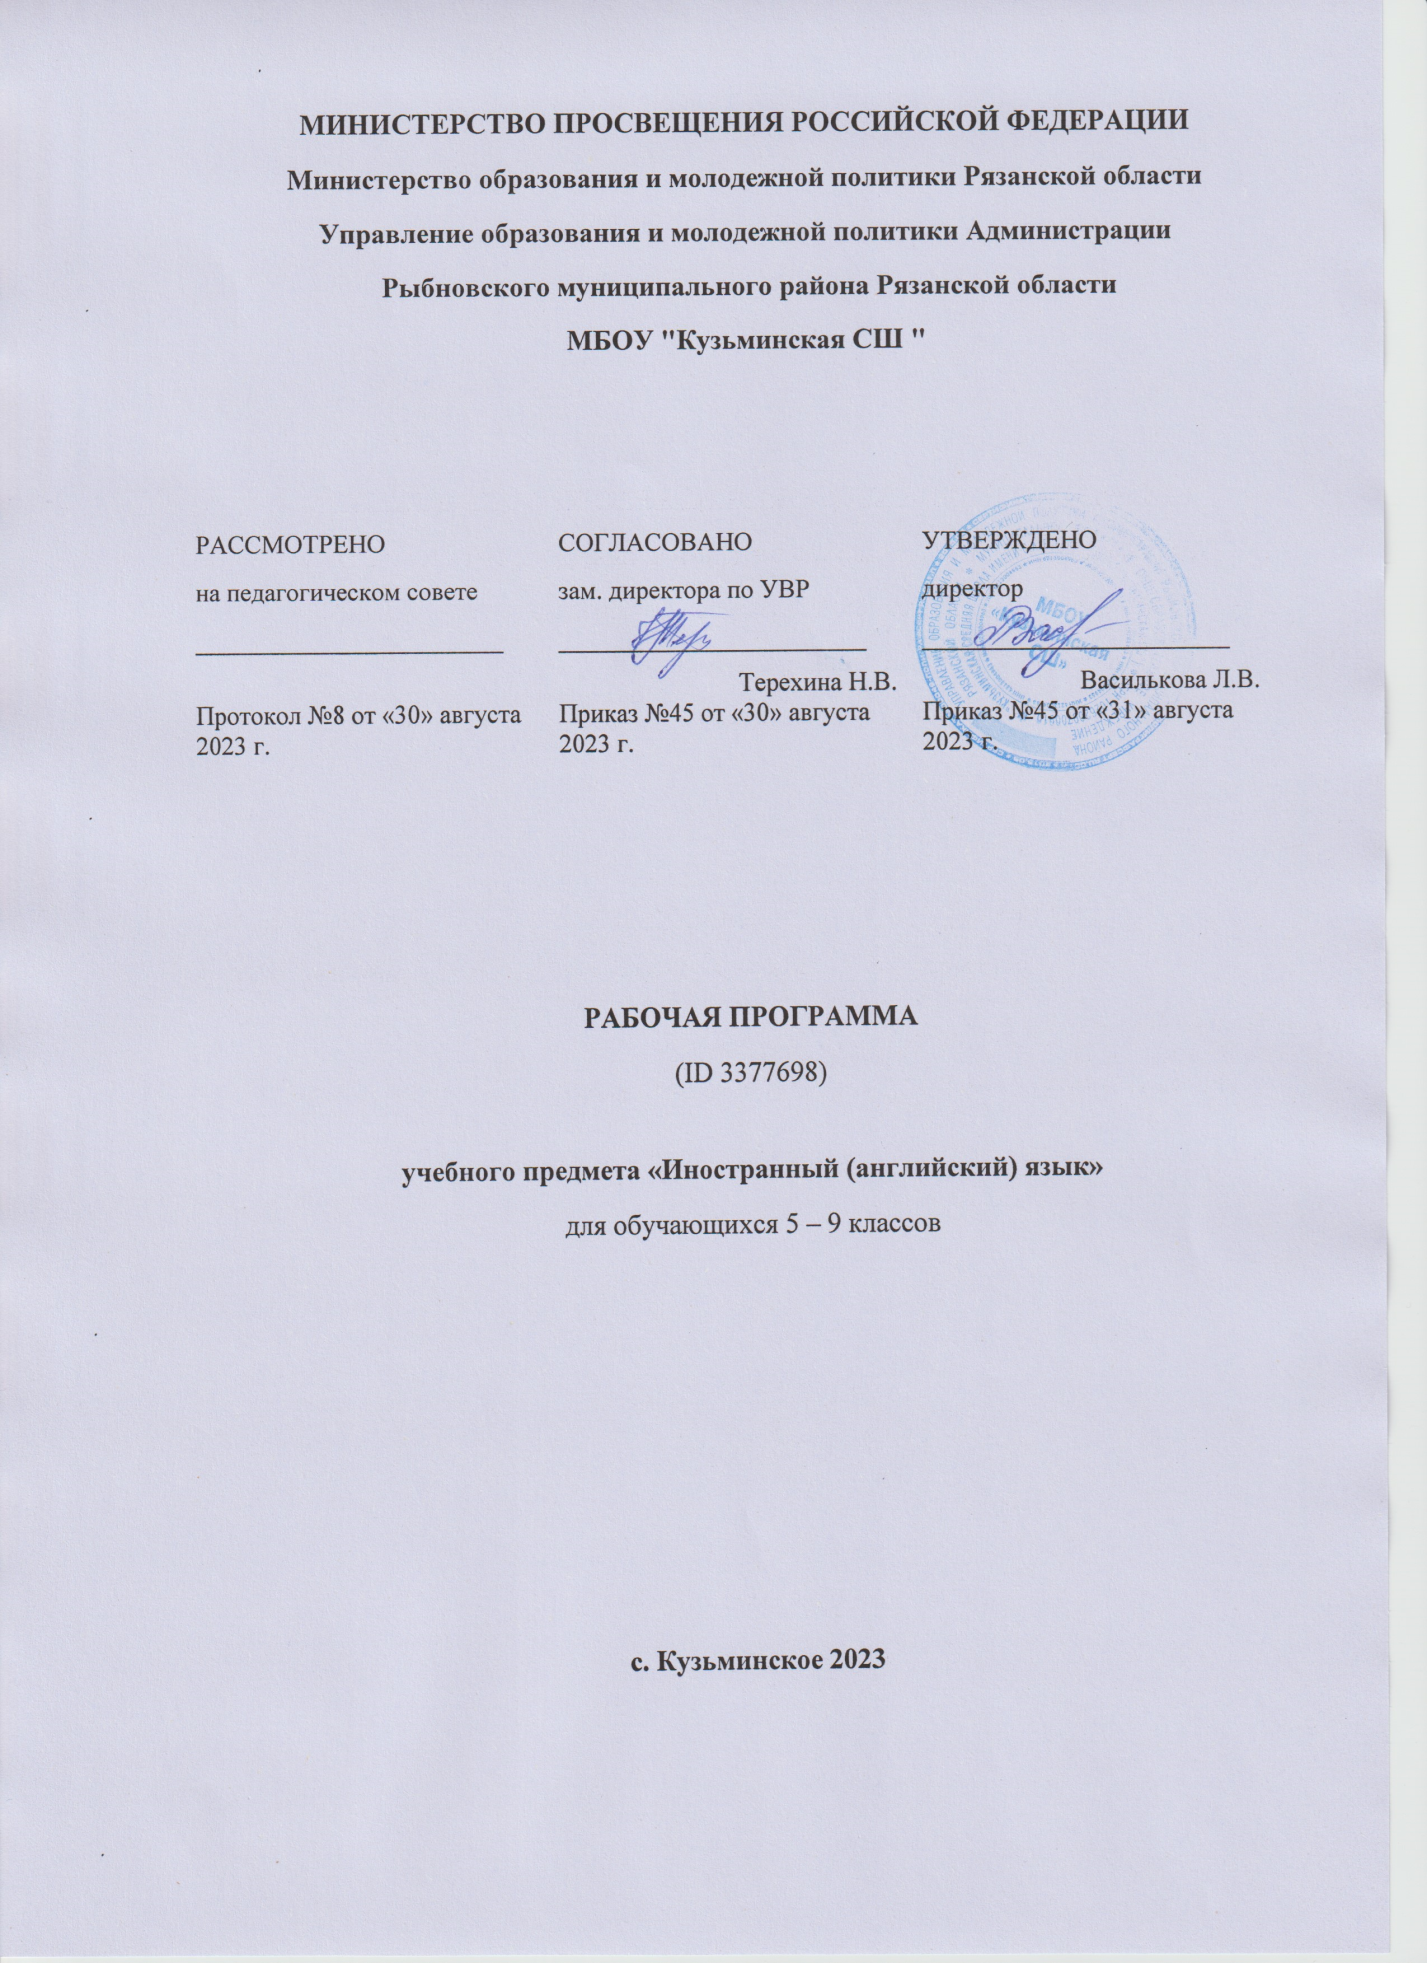 МИНИСТЕРСТВО ПРОСВЕЩЕНИЯ РОССИЙСКОЙ ФЕДЕРАЦИИ
Министерство образования и молодежной политики Рязанской области
Управление образования и молодежной политики Администрации
Рыбновского муниципального района Рязанской области
МБОУ "Кузьминская СШ "
РАССМОТРЕНО
на педагогическом совете
Протокол №8 от «30» августа
2023 г.
СОГЛАСОВАНО
зам. директора по УВР
Терехина Н.В.
Приказ №45 от «30» августа
2023 г.
УТВЕРЖДЕНО
директор
Василькова Л.В.
Приказ №45 от «31» августа
2023 г.
МБОУ
«Кузьминская
СШ»
РАБОЧАЯ ПРОГРАММА
(ID 3377698)
учебного предмета «Иностранный (английский) язык»
для обучающихся 5 – 9 классов
с. Кузьминское 2023